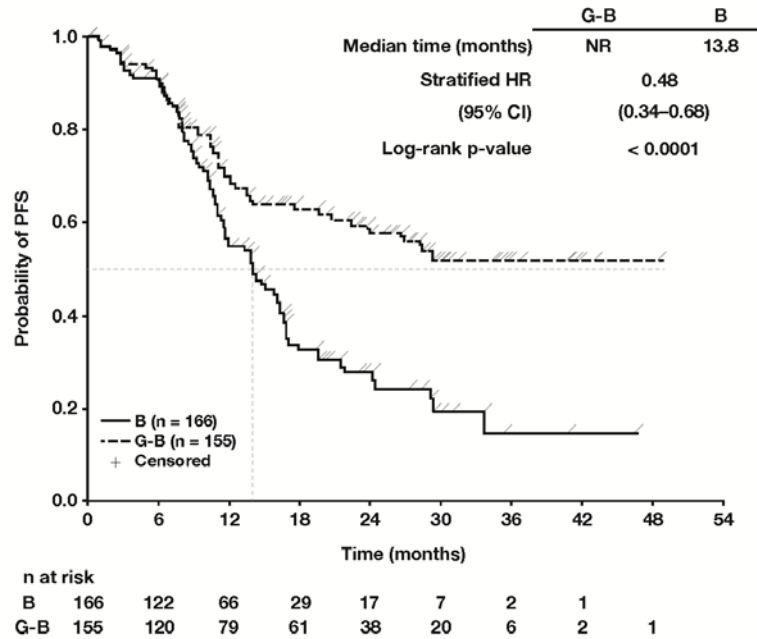 G-B B
Median time (months) NR 13.8
Stratified HR 0.48
(95% CI) (0.34–0.68)
Log-rank p-value < 0.0001
Probability of PFS
1.0
0.8
0.6
0.4
0.2
0.0
B (n = 166)
G-B (n = 155)
Censored
0 6 12 18 24 30 36 42 48 54
Time (months)
n at risk
B 166 122 66 29 17 7 2 1
G-B 155 120 79 61 38 20 6 2 1